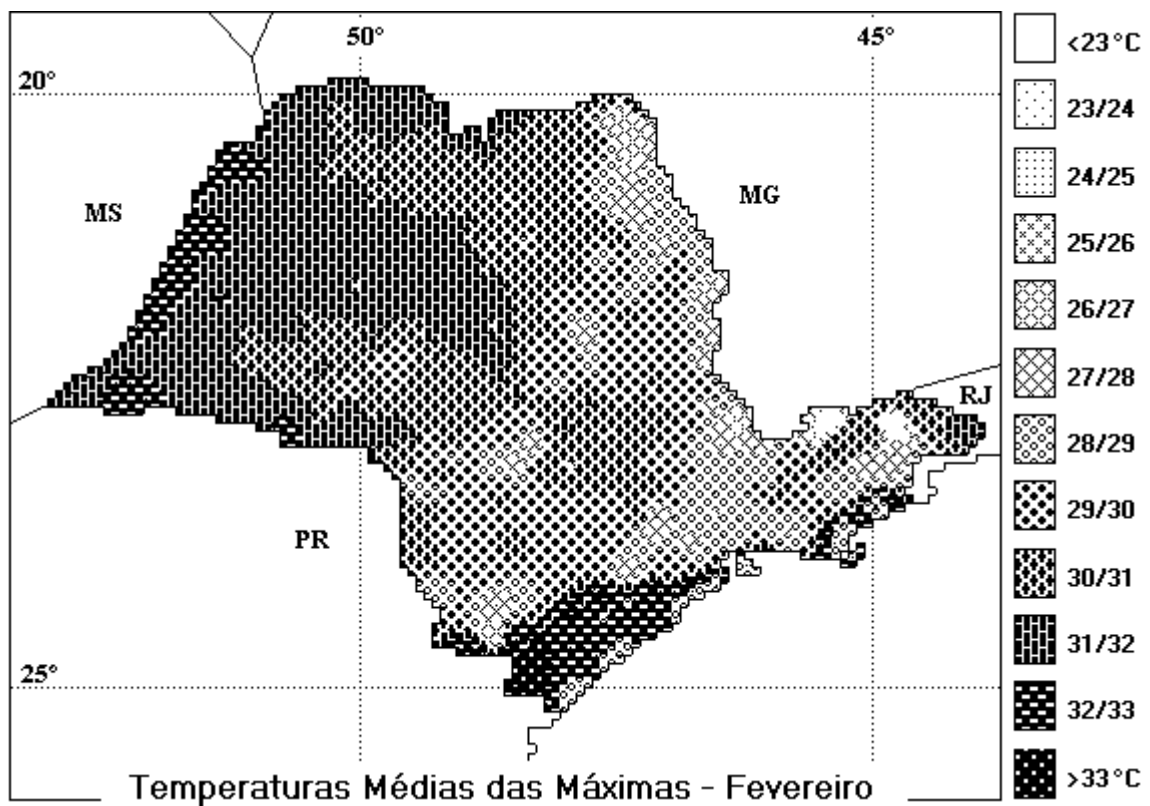 50°
45°
20°
MS
MG
RJ
PR
25°
Temperaturas Médias das Máximas - Fevereiro
<23°C
23/24
24/25
25/26
26/27
27/28
28/29
29/30
30/31
31/32
32/33
>33°C